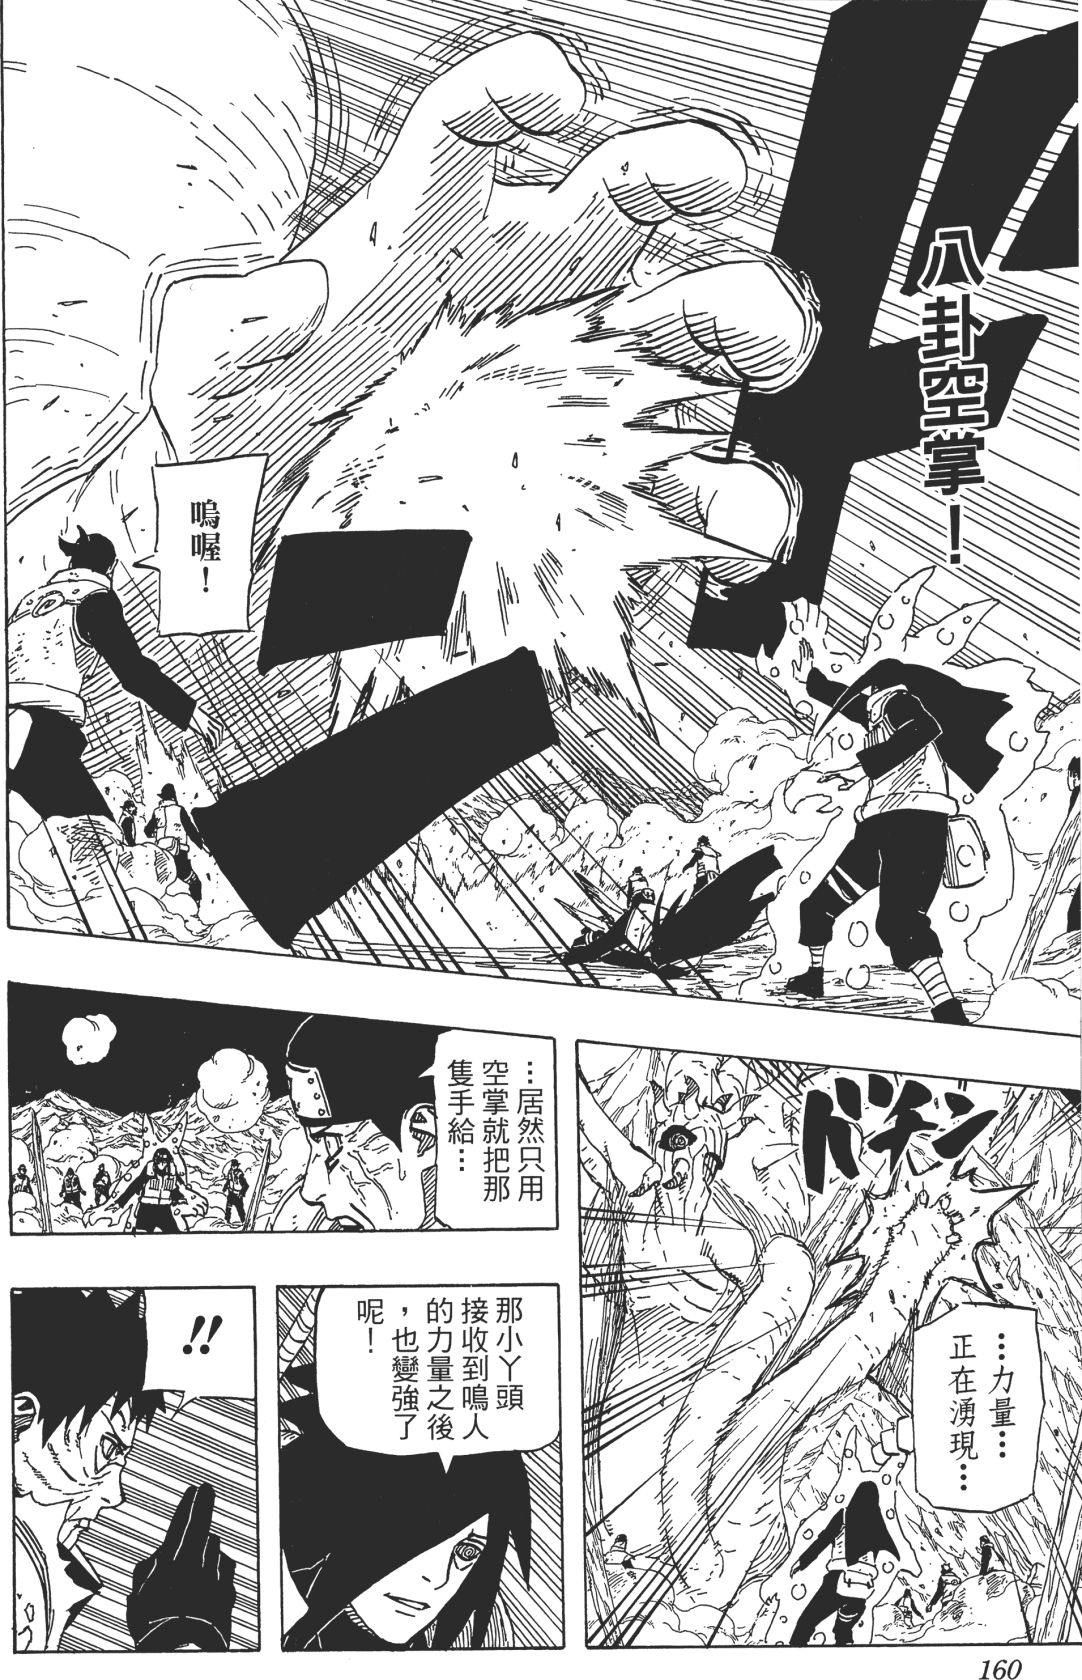 八卦空掌！
嗚喔！
ドチュン
…力量…
正在湧現…
…居然只用
空掌就把那
隻手給…
那小丫頭
接收到鳴人
的力量之後
，也變強了
呢！
!!
160